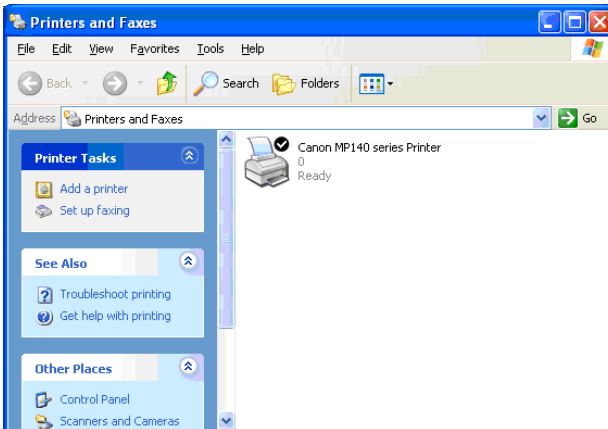 Printers and Faxes
File Edit View Favorites Tools Help
Back Search Folders
Address Printers and Faxes Go
Printer Tasks
Add a printer
Set up faxing
See Also
Troubleshoot printing
Get help with printing
Other Places
Control Panel
Scanners and Cameras
Canon MP140 series Printer
0
Ready